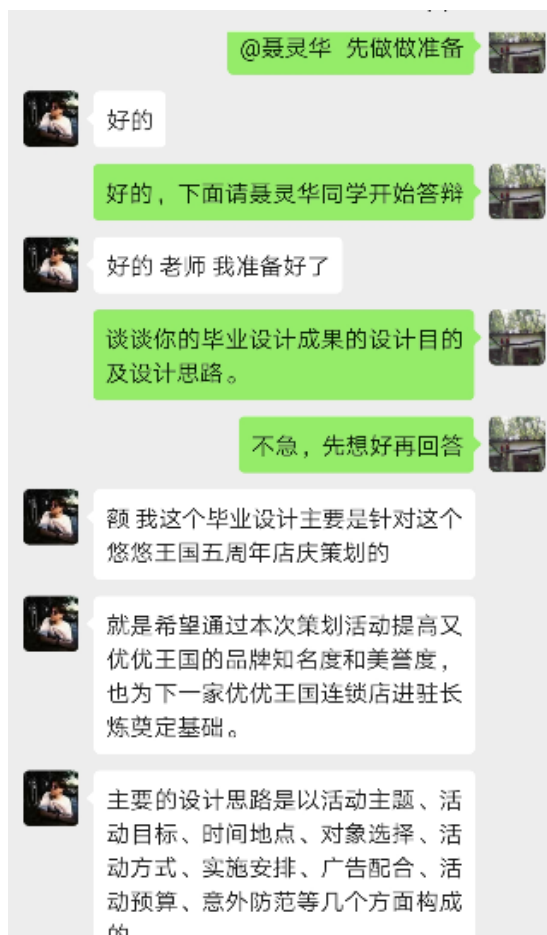 @聂灵华 先做做准备
好的
好的，下面请聂灵华同学开始答辩
好的 老师 我准备好了
谈谈你的毕业设计成果的设计目的
及设计思路。
不急，先想好再回答
额 我这个毕业设计主要是针对这个
悠悠王国五周年店庆策划的
就是希望通过本次策划活动提高又
优优王国的品牌知名度和美誉度，
也为下一家优优王国连锁店进驻长
炼奠定基础。
主要的设计思路是以活动主题、活
动目标、时间地点、对象选择、活
动方式、实施安排、广告配合、活
动预算、意外防范等几个方面构成
的